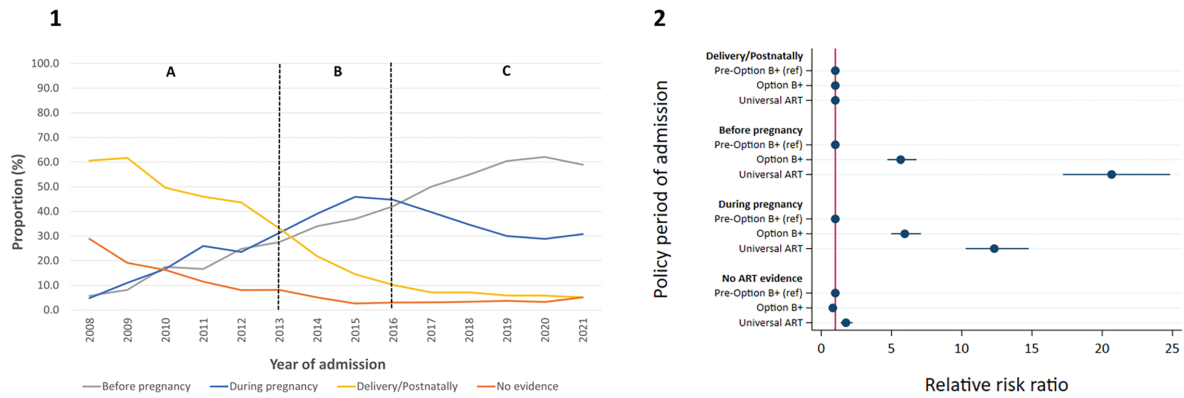 1
A
B
C
Proportion (%)
100.0
90.0
80.0
70.0
60.0
50.0
40.0
30.0
20.0
10.0
0.0
2008
2009
2010
2011
2012
2013
2014
2015
2016
2017
2018
2019
2020
2021
Year of admission
Before pregnancy
During pregnancy
Delivery/Postnatally
No evidence
2
Policy period of admission
Delivery/Postnatally
Pre-Option B+ (ref)
Option B+
Universal ART
Before pregnancy
Pre-Option B+ (ref)
Option B+
Universal ART
During pregnancy
Pre-Option B+ (ref)
Option B+
Universal ART
No ART evidence
Pre-Option B+ (ref)
Option B+
Universal ART
0
5
10
15
20
25
Relative risk ratio